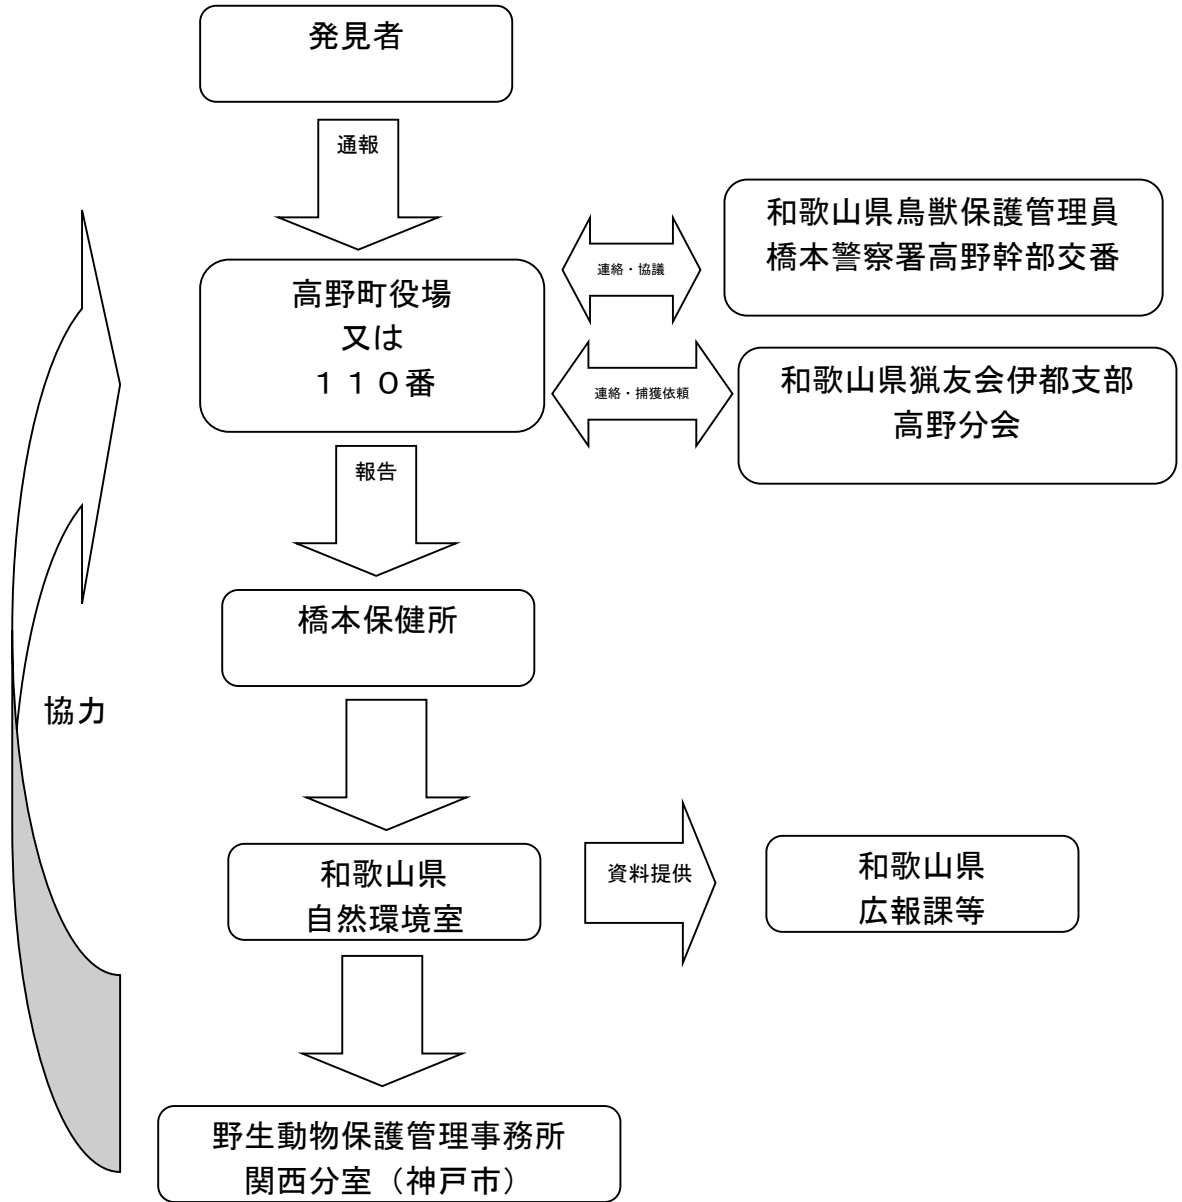 発見者
通報
和歌山県鳥獣保護管理員
橋本警察署高野幹部交番
連絡・協議
高野町役場
又は
１１０番
連絡・捕獲依頼
和歌山県猟友会伊都支部
高野分会
報告
橋本保健所
協力
和歌山県
自然環境室
資料提供
和歌山県
広報課等
野生動物保護管理事務所
関西分室（神戸市）